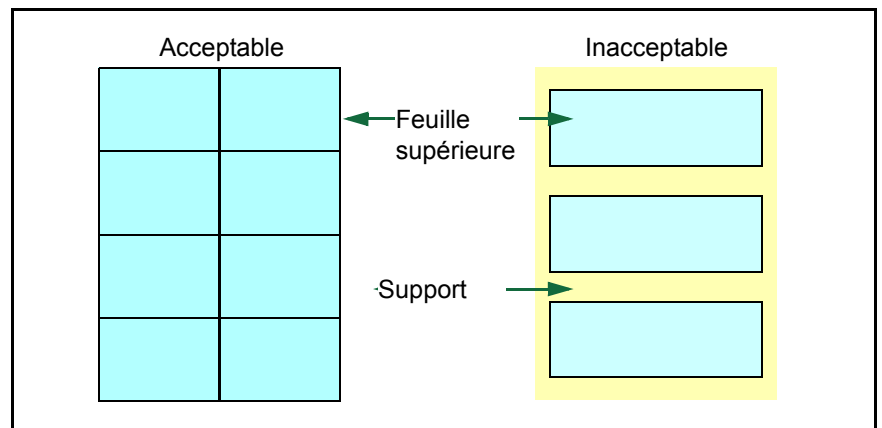 Acceptable
Inacceptable
Feuille
supérieure
Support